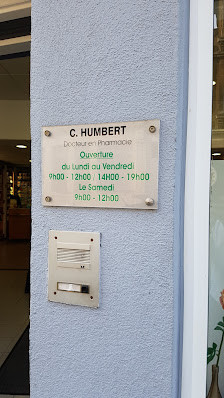 C. HUMBERT
Docteur en Pharmacie
Ouverture
du Lundi au Vendredi
9h00 - 12h00 / 14H00 - 19h00
Le Samedi
9h00 - 12h00